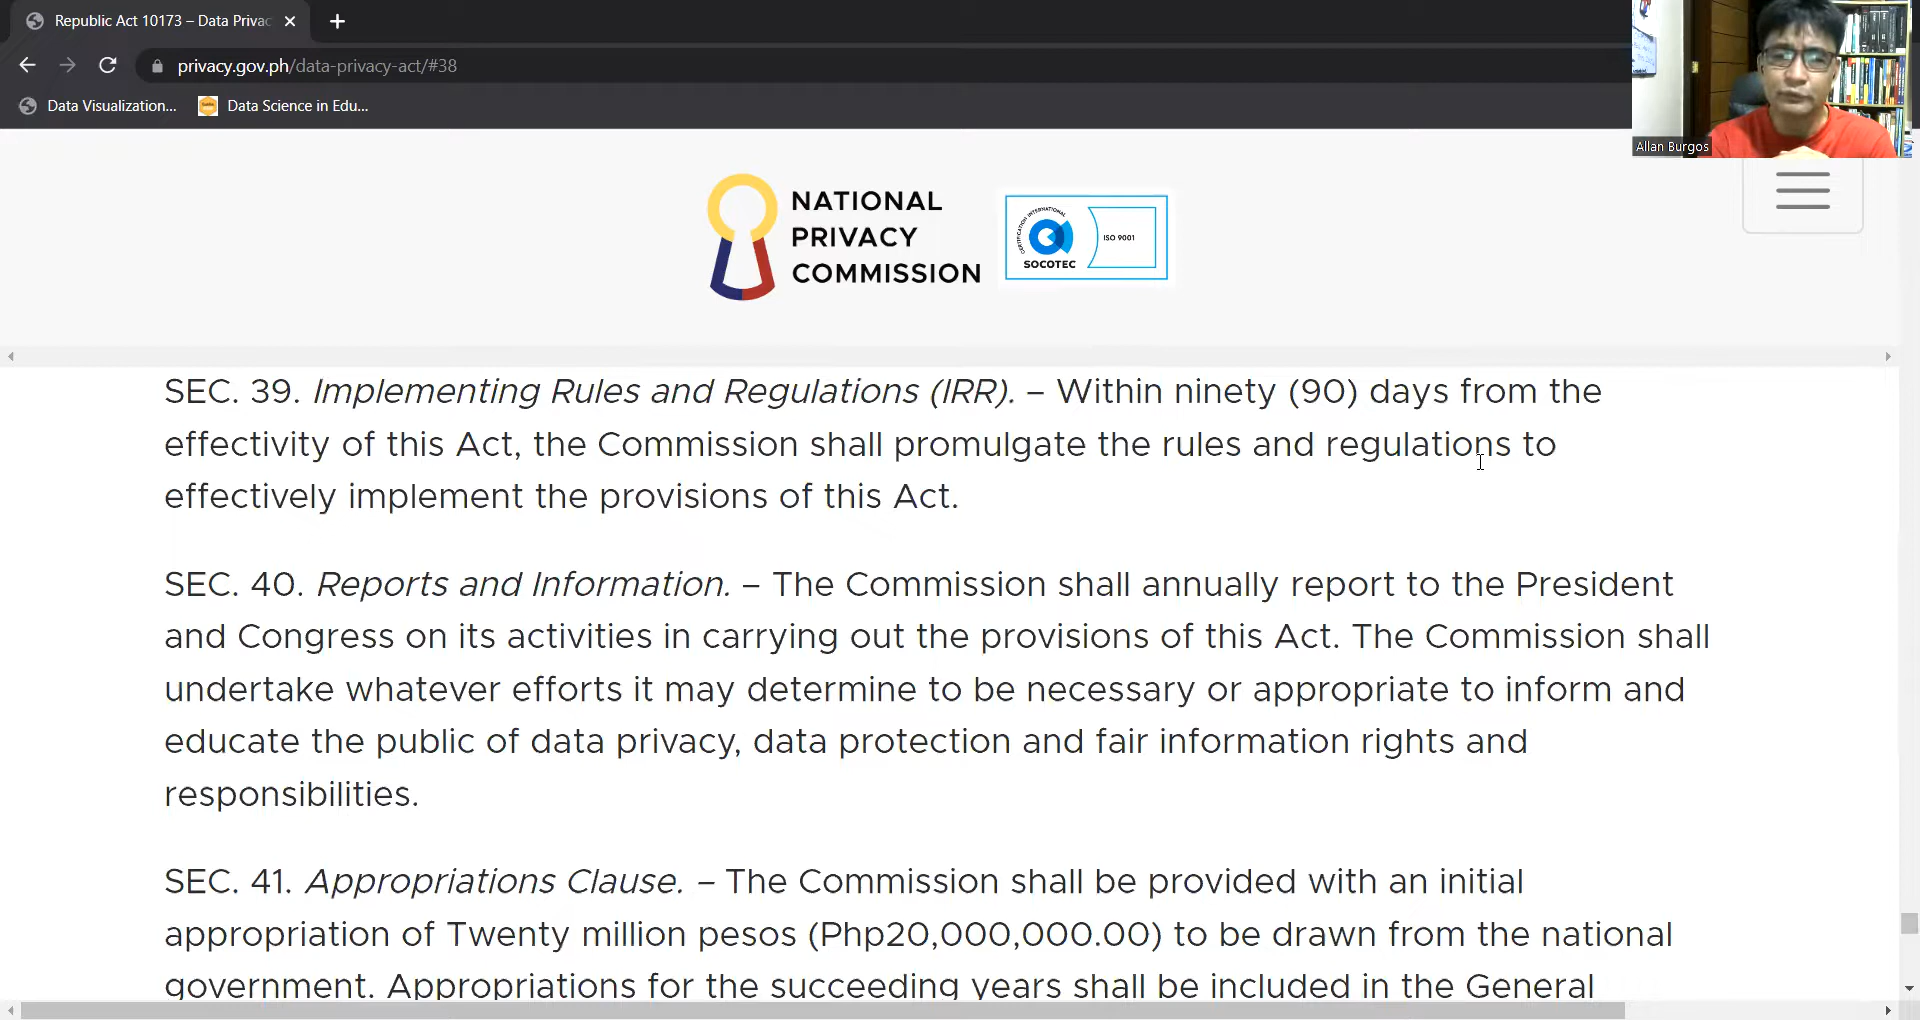 Republic Act 10173 – Data Privac
privacy.gov.ph/data-privacy-act/#38
Data Visualization...
Data Science in Edu...
Allan Burgos
NATIONAL
PRIVACY
COMMISSION
CERTIFICATION INTERNATIONAL
SOCOTEC
ISO 9001
SEC. 39. Implementing Rules and Regulations (IRR). – Within ninety (90) days from the
effectivity of this Act, the Commission shall promulgate the rules and regulations to
effectively implement the provisions of this Act.
SEC. 40. Reports and Information. – The Commission shall annually report to the President
and Congress on its activities in carrying out the provisions of this Act. The Commission shall
undertake whatever efforts it may determine to be necessary or appropriate to inform and
educate the public of data privacy, data protection and fair information rights and
responsibilities.
SEC. 41. Appropriations Clause. – The Commission shall be provided with an initial
appropriation of Twenty million pesos (Php20,000,000.00) to be drawn from the national
government. Appropriations for the succeeding years shall be included in the General